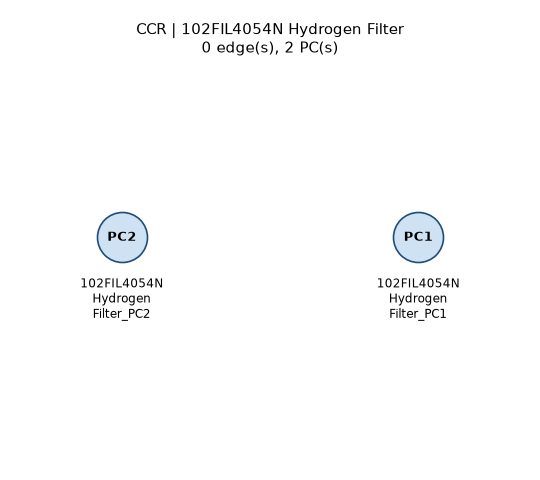 CCR | 102FIL4054N Hydrogen Filter
0 edge(s), 2 PC(s)
PC2
102FIL4054N
Hydrogen
Filter_PC2
PC1
102FIL4054N
Hydrogen
Filter_PC1